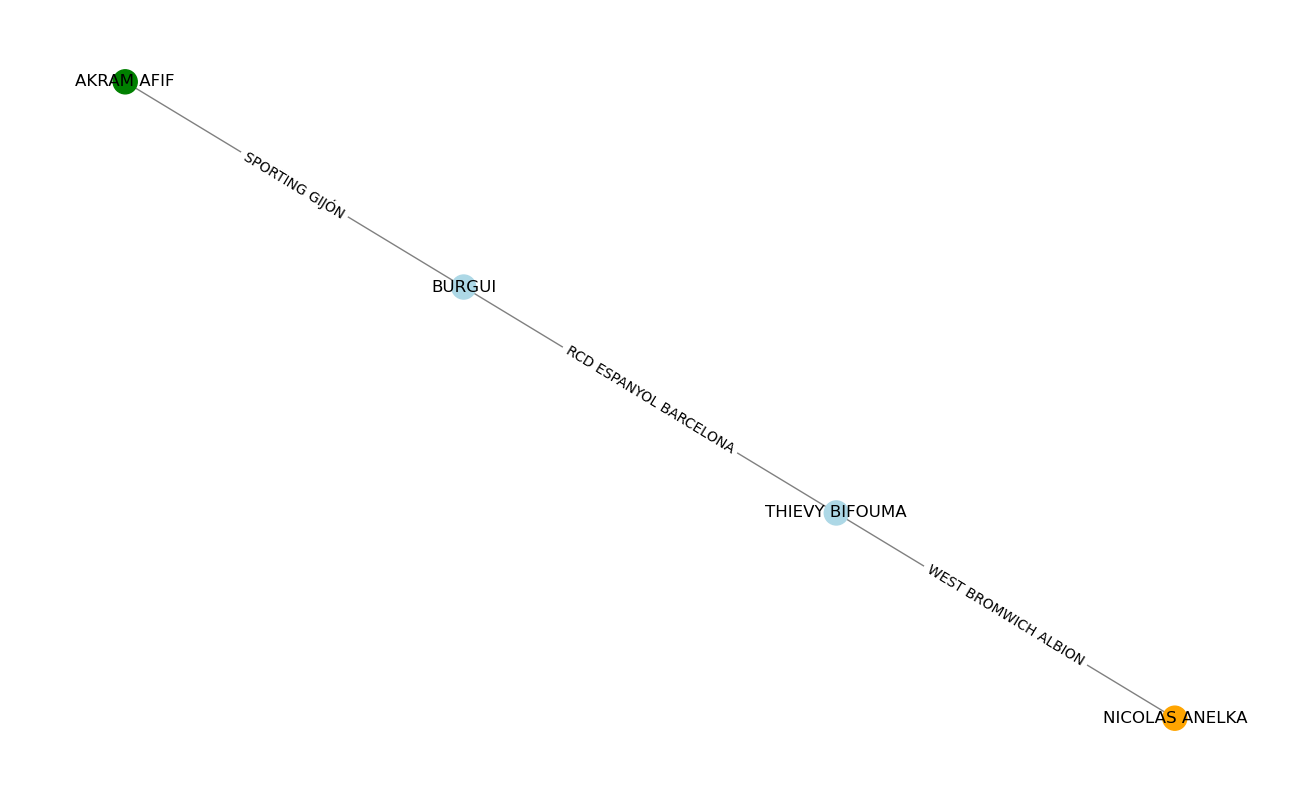 AKRAM AFIF
SPORTING GIJÓN
BURGUI
RCD ESPANYOL BARCELONA
THIEVY BIFOUMA
WEST BROMWICH ALBION
NICOLAS ANELKA